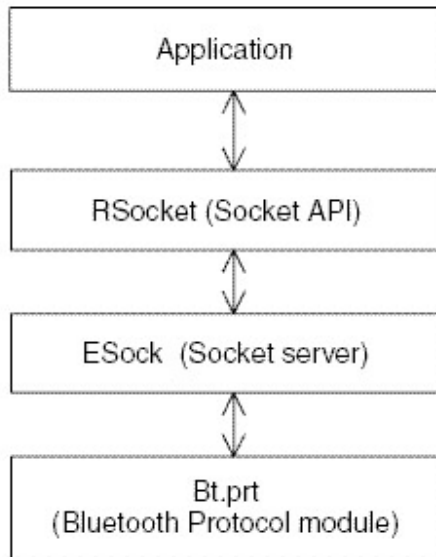 Application
RSocket (Socket API)
ESock (Socket server)
Bt.prt
(Bluetooth Protocol module)